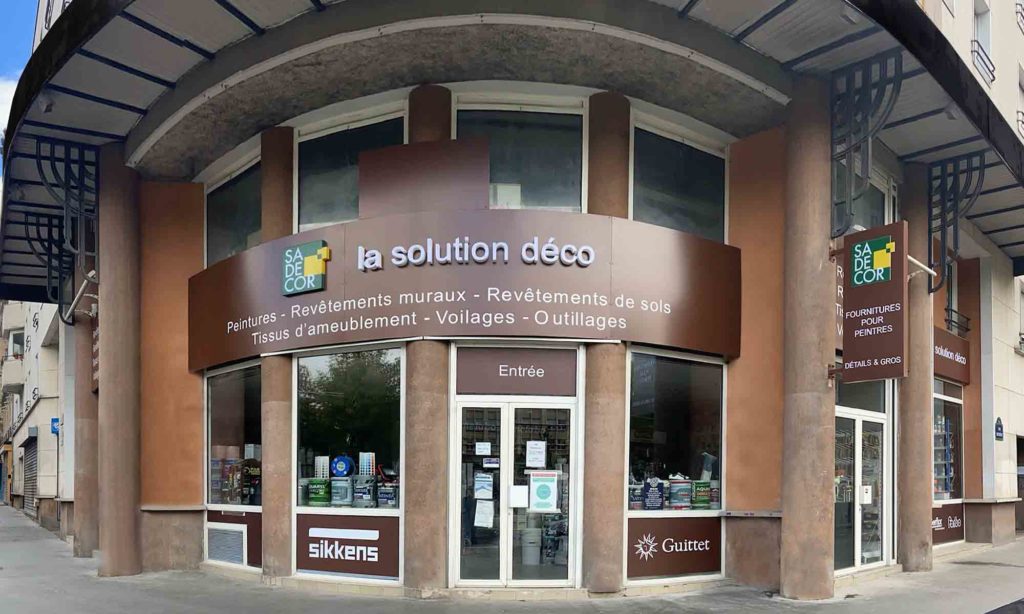 SA
DE
COR
la solution déco
Peintures - Revêtements muraux - Revêtements de sols
Tissus d'ameublement - Voilages - Outillages
Entrée
sikkens
Guittet
SA
DE
COR
FOURNITURES
POUR
PEINTRES
DÉTAILS & GROS
solution déco